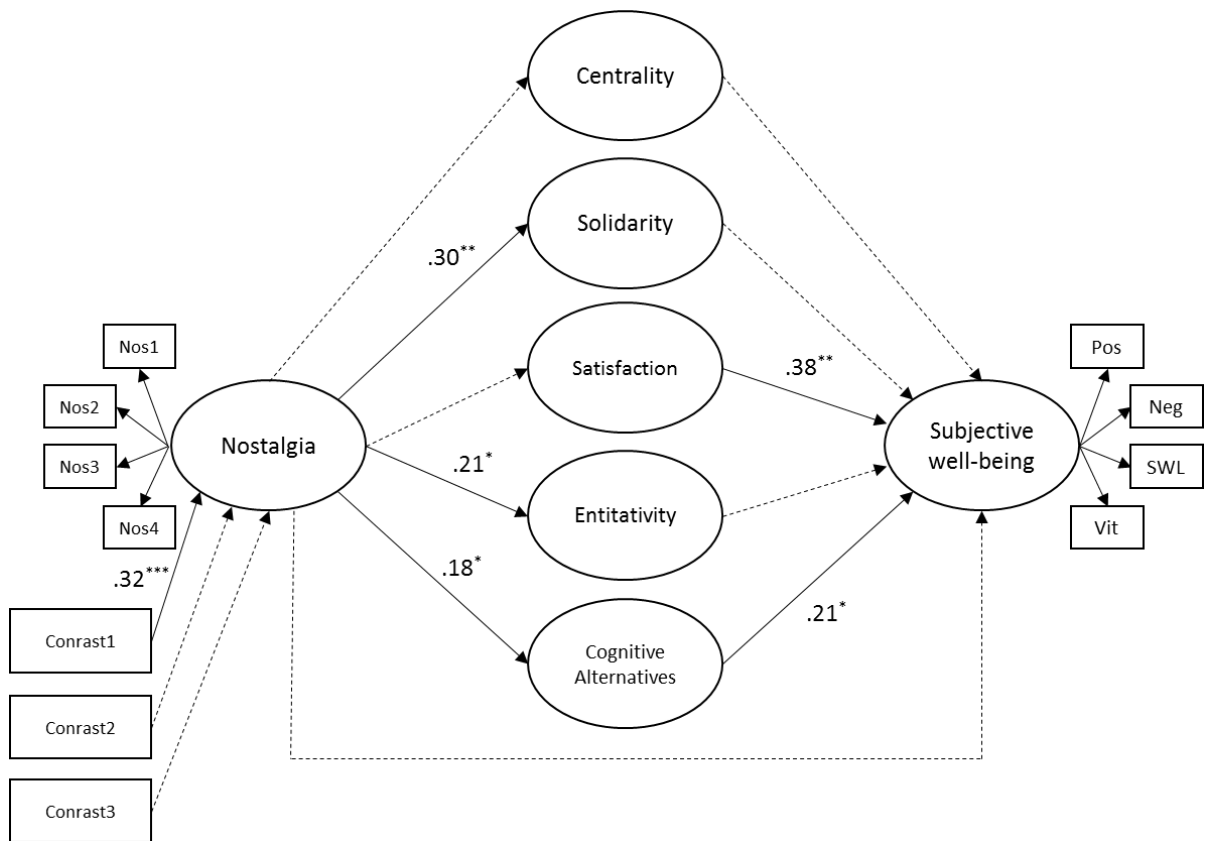 Centrality
Solidarity
.30**
Satisfaction
.38**
Nos1
Nos2
Nos3
Nos4
Nostalgia
.21*
Entitativity
.18*
Cognitive
Alternatives
.21*
Subjective
well-being
Pos
Neg
SWL
Vit
.32***
Conrast1
Conrast2
Conrast3